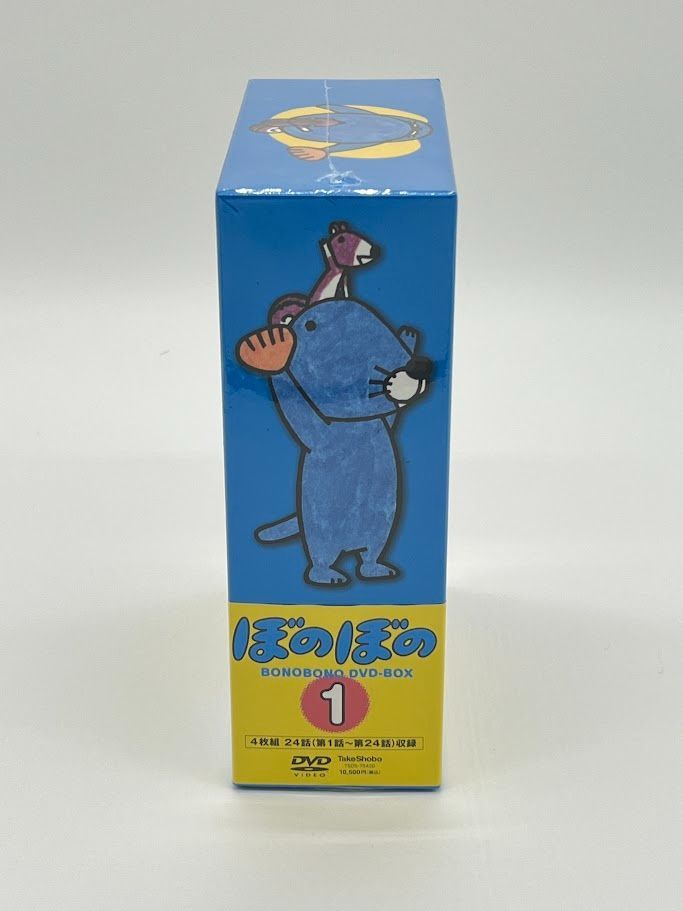 ぼのぼの
BONOBONO DVD-BOX
1
4枚組 24話(第1話～第24話)収録
DVD TakeShobo
VIDEO
10,500円(税込)